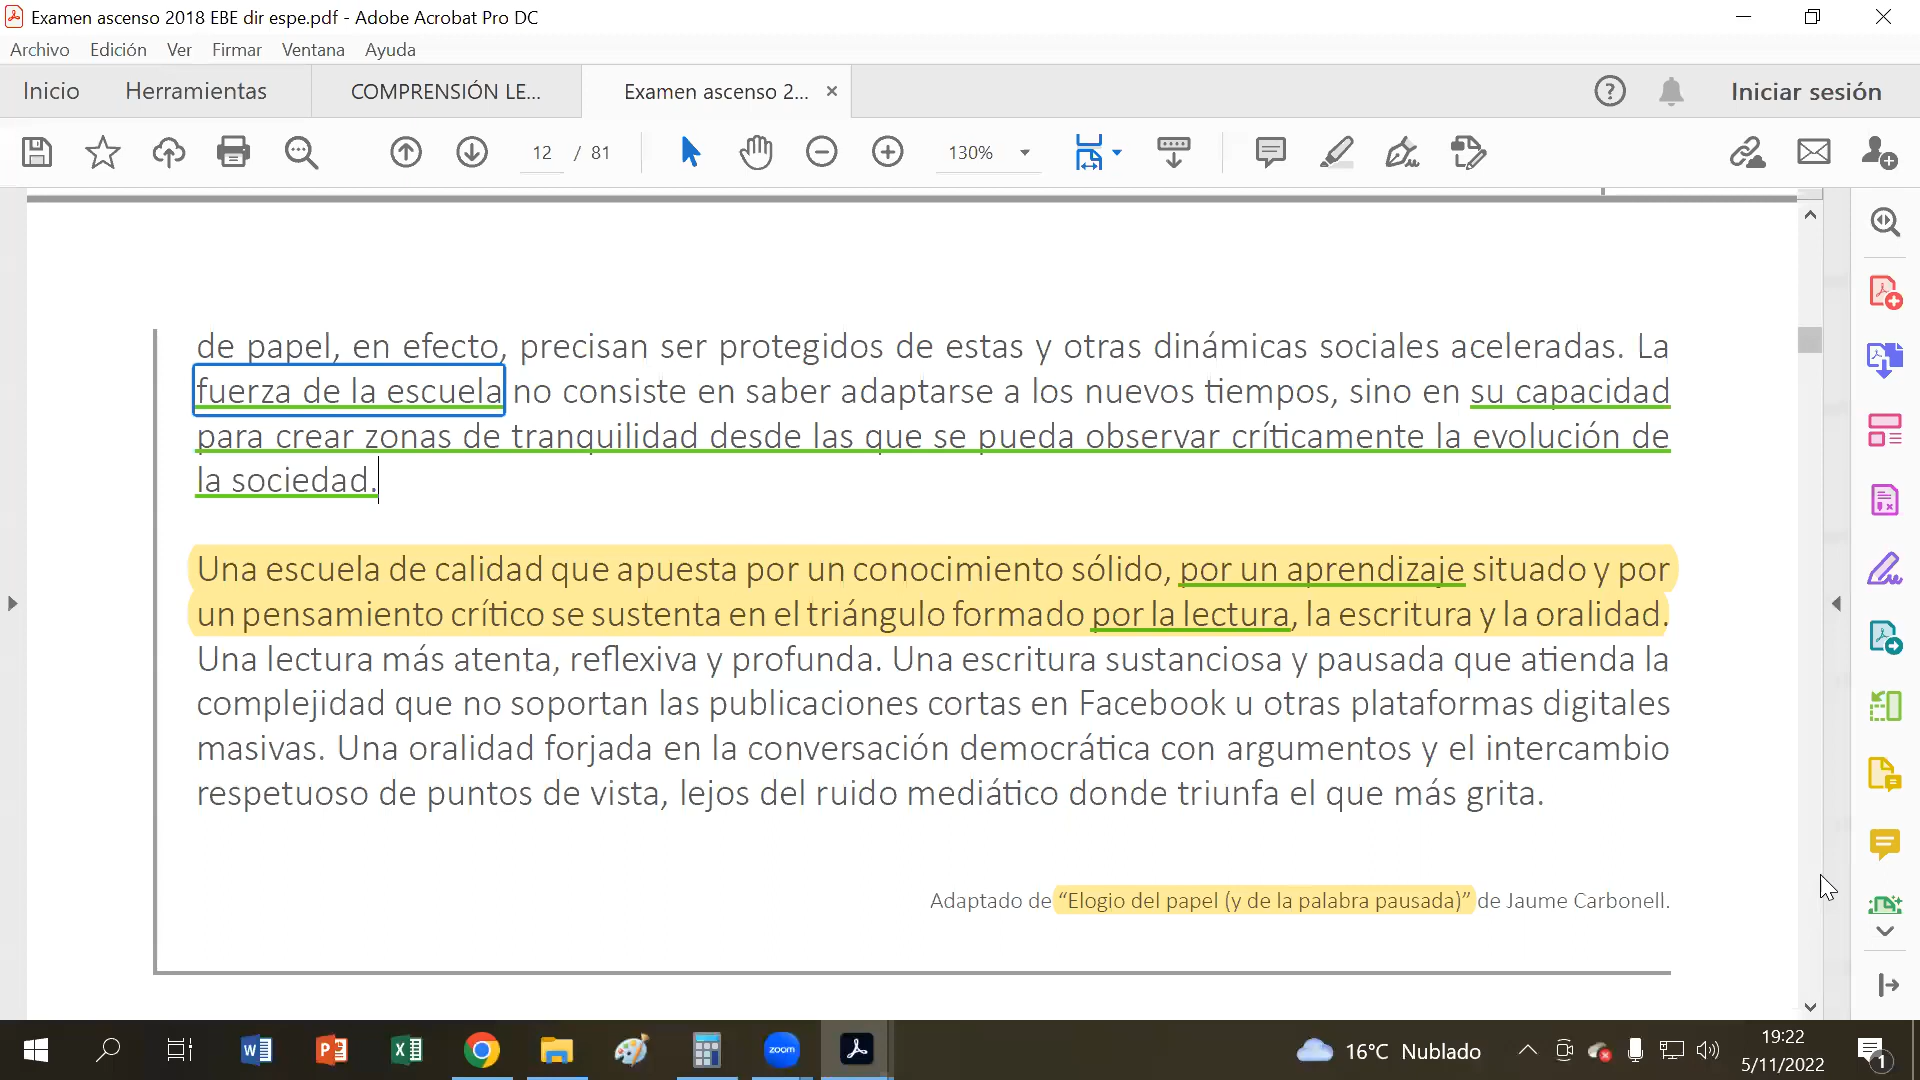 Examen ascenso 2018 EBE dir espe.pdf - Adobe Acrobat Pro DC
Archivo Edición Ver Firmar Ventana Ayuda
Inicio Herramientas COMPRENSIÓN LE... Examen ascenso 2... Iniciar sesión
12 / 81 130%
de papel, en efecto, precisan ser protegidos de estas y otras dinámicas sociales aceleradas. La
fuerza de la escuela no consiste en saber adaptarse a los nuevos tiempos, sino en su capacidad
para crear zonas de tranquilidad desde las que se pueda observar críticamente la evolución de
la sociedad.
Una escuela de calidad que apuesta por un conocimiento sólido, por un aprendizaje situado y por
un pensamiento crítico se sustenta en el triángulo formado por la lectura, la escritura y la oralidad.
Una lectura más atenta, reflexiva y profunda. Una escritura sustanciosa y pausada que atienda la
complejidad que no soportan las publicaciones cortas en Facebook u otras plataformas digitales
masivas. Una oralidad forjada en la conversación democrática con argumentos y el intercambio
respetuoso de puntos de vista, lejos del ruido mediático donde triunfa el que más grita.
Adaptado de “Elogio del papel (y de la palabra pausada)” de Jaume Carbonell.
zoom
16°C Nublado
19:22
5/11/2022
1